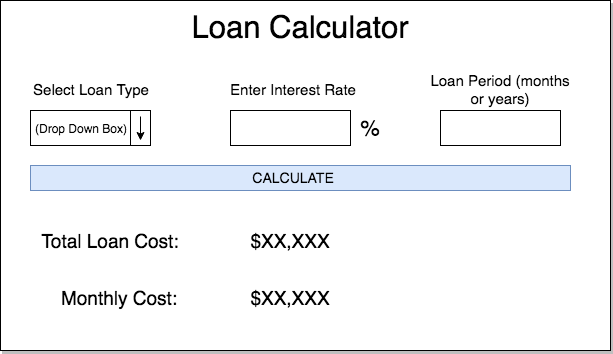 Loan Calculator
Select Loan Type
Enter Interest Rate
Loan Period (months
or years)
(Drop Down Box)
%
CALCULATE
Total Loan Cost: $XX,XXX
Monthly Cost: $XX,XXX